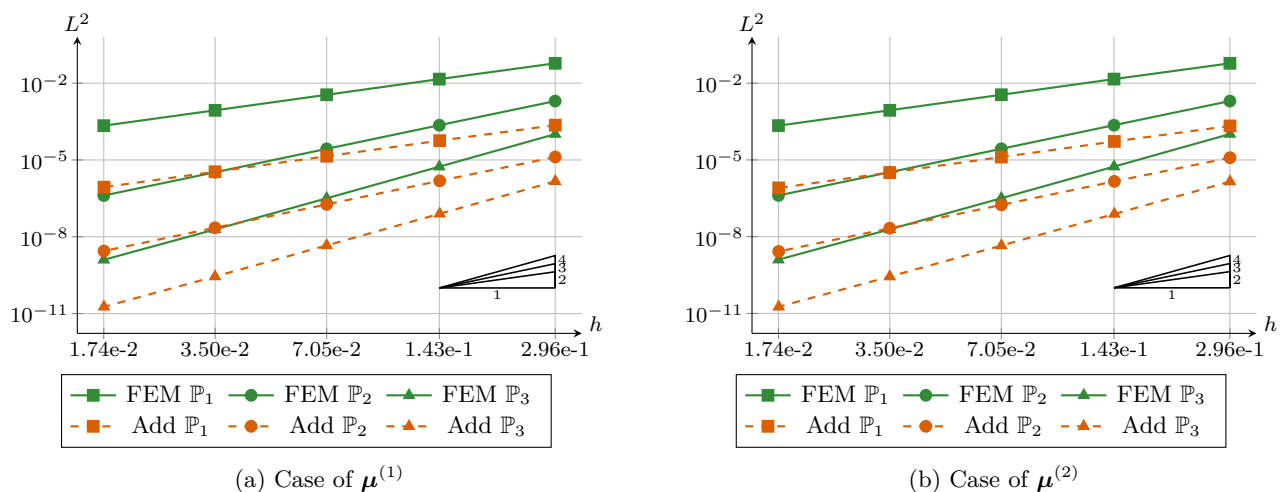 L²
10⁻²
10⁻⁵
10⁻⁸
10⁻¹¹
4
3
2
1
h
1.74e-2 3.50e-2 7.05e-2 1.43e-1 2.96e-1
FEM ℙ₁ FEM ℙ₂ FEM ℙ₃
Add ℙ₁ Add ℙ₂ Add ℙ₃
(a) Case of 𝝁⁽¹⁾
L²
10⁻²
10⁻⁵
10⁻⁸
10⁻¹¹
4
3
2
1
h
1.74e-2 3.50e-2 7.05e-2 1.43e-1 2.96e-1
FEM ℙ₁ FEM ℙ₂ FEM ℙ₃
Add ℙ₁ Add ℙ₂ Add ℙ₃
(b) Case of 𝝁⁽²⁾